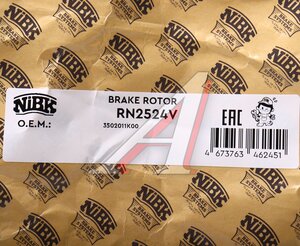 NiBK
BRAKE ROTOR
RN2524V
O.E.M.:
3502011K00
EAC
4 673763 462451